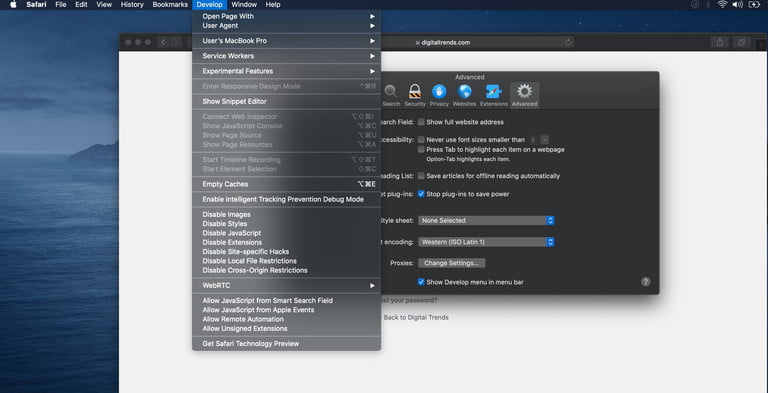 Safari File Edit View History Bookmarks Develop Window Help
Open Page With
User Agent
User's MacBook Pro
Service Workers
Experimental Features
Enter Responsive Design Mode ^⌘R
Show Snippet Editor
Connect Web Inspector ⌥⇧⌘I
Show JavaScript Console ⌥⌘C
Show Page Source ⌥⌘U
Show Page Resources ⌥⌘A
Start Timeline Recording ⌥⇧⌘T
Start Element Selection ⇧⌘C
Empty Caches ⌥⌘E
Enable Intelligent Tracking Prevention Debug Mode
Disable Images
Disable Styles
Disable JavaScript
Disable Extensions
Disable Site-specific Hacks
Disable Local File Restrictions
Disable Cross-Origin Restrictions
WebRTC
Allow JavaScript from Smart Search Field
Allow JavaScript from Apple Events
Allow Remote Automation
Allow Unsigned Extensions
Get Safari Technology Preview
digitaltrends.com
Advanced
Search Security Privacy Websites Extensions Advanced
earch Field: Show full website address
ccessibility: Never use font sizes smaller than 9
Press Tab to highlight each item on a webpage
Option-Tab highlights each item.
eading List: Save articles for offline reading automatically
et plug-ins: Stop plug-ins to save power
Style sheet: None Selected
t encoding: Western (ISO Latin 1)
Proxies: Change Settings...
Show Develop menu in menu bar
?
ost your password?
Back to Digital Trends